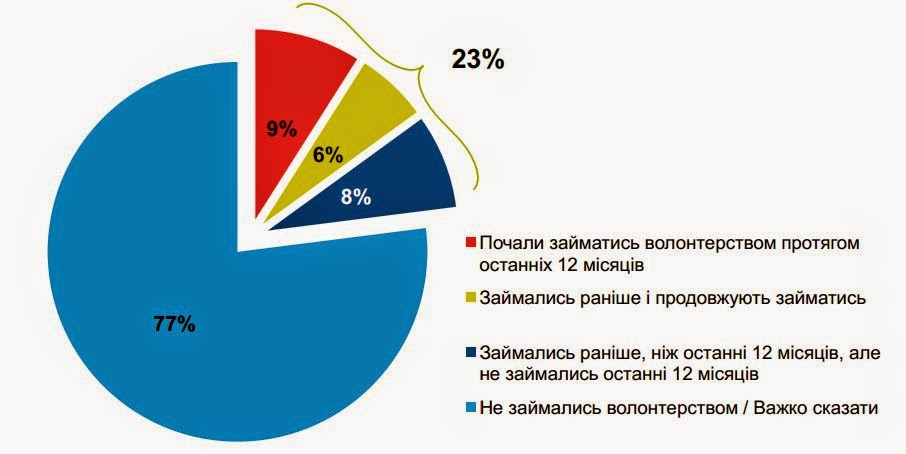 23%
9%
6%
8%
77%
Почали займатись волонтерством протягом
останніх 12 місяців
Займались раніше і продовжують займатись
Займались раніше, ніж останні 12 місяців, але
не займались останні 12 місяців
Не займались волонтерством / Важко сказати